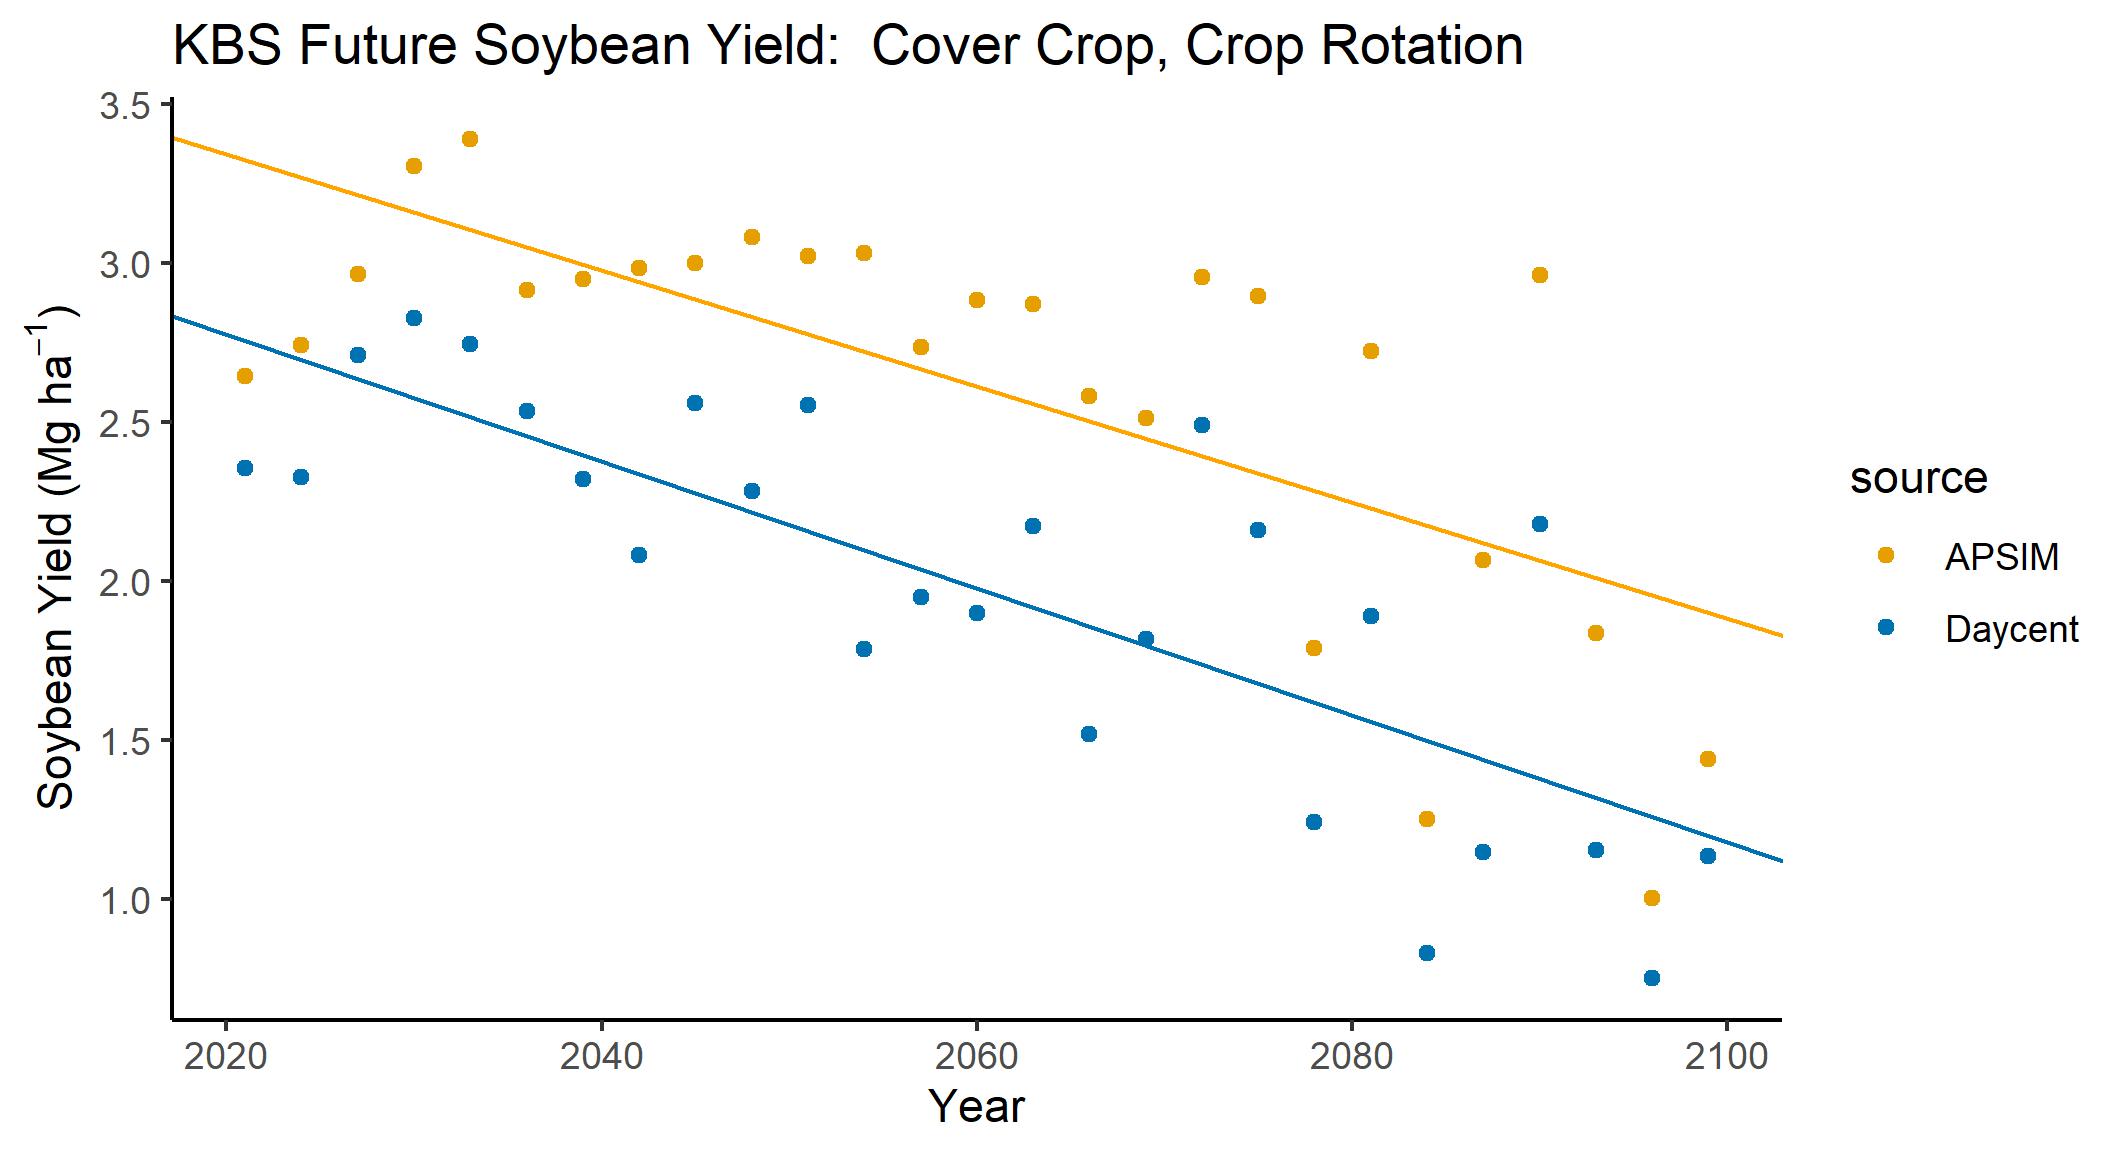 KBS Future Soybean Yield:  Cover Crop, Crop Rotation
3.5
3.0
2.5
2.0
1.5
1.0
Soybean Yield (Mg ha⁻¹)
2020 2040 2060 2080 2100
Year
source
APSIM
Daycent